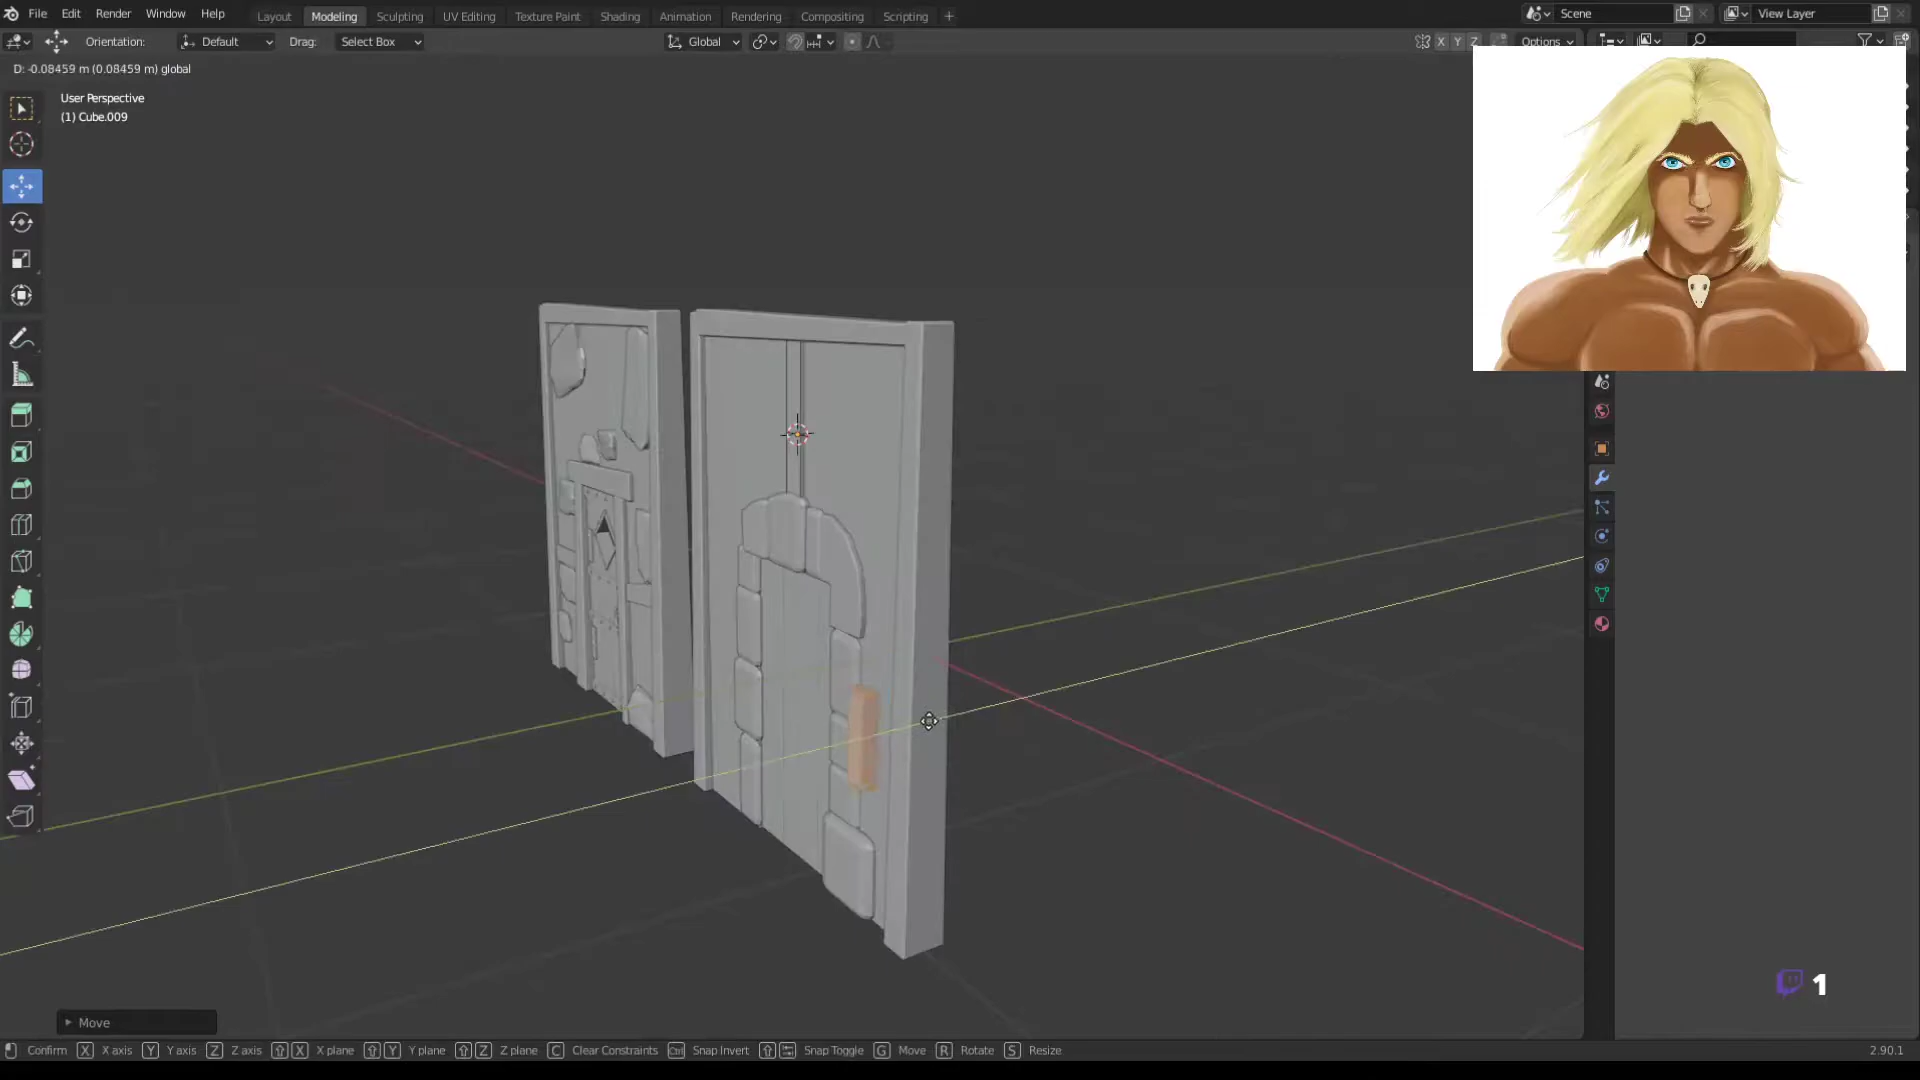 File Edit Render Window Help Layout Modeling Sculpting UV Editing Texture Paint Shading Animation Rendering Compositing Scripting + Scene View Layer
Orientation: Default Drag: Select Box Global X Y Z Options
D: -0.08459 m (0.08459 m) global
User Perspective
(1) Cube.009
1
Move
Confirm X X axis Y Y axis Z Z axis X X plane Y Y plane Z Z plane C Clear Constraints Ctrl Snap Invert Snap Toggle G Move R Rotate S Resize 2.90.1